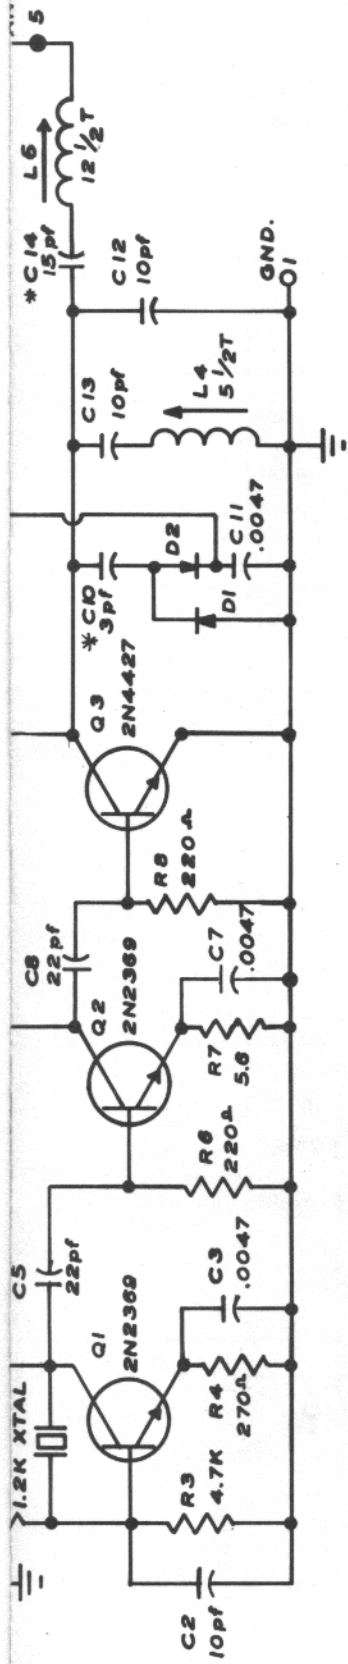 1.2K XTAL
C5
22pf
Q1
2N2369
R3
4.7K
C2
10pf
R4
270Ω
C3
.0047
C8
22pf
Q2
2N2369
R6
220Ω
R7
5.6
C7
.0047
Q3
2N4427
R8
220Ω
*C10
3pf
D2
D1
C11
.0047
C13
10pf
L4
5 1/2T
C12
10pf
*C14
15pf
L6
12 1/2T
5
GND.
1